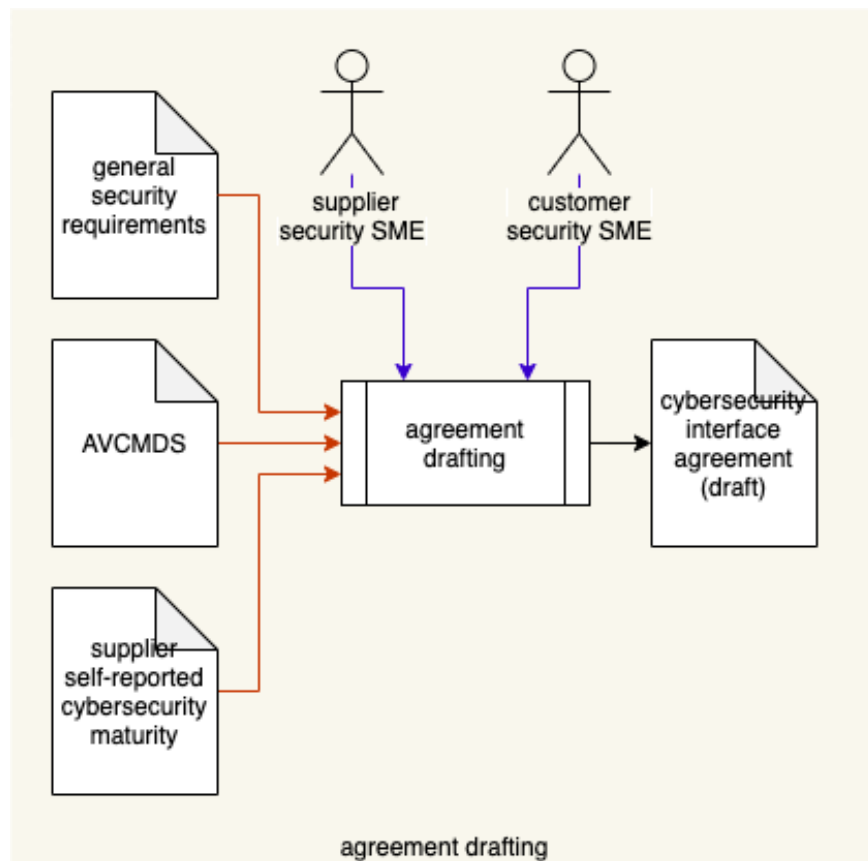 general
security
requirements
supplier
security SME
customer
security SME
AVCMDS
agreement
drafting
cybersecurity
interface
agreement
(draft)
supplier
self-reported
cybersecurity
maturity
agreement drafting